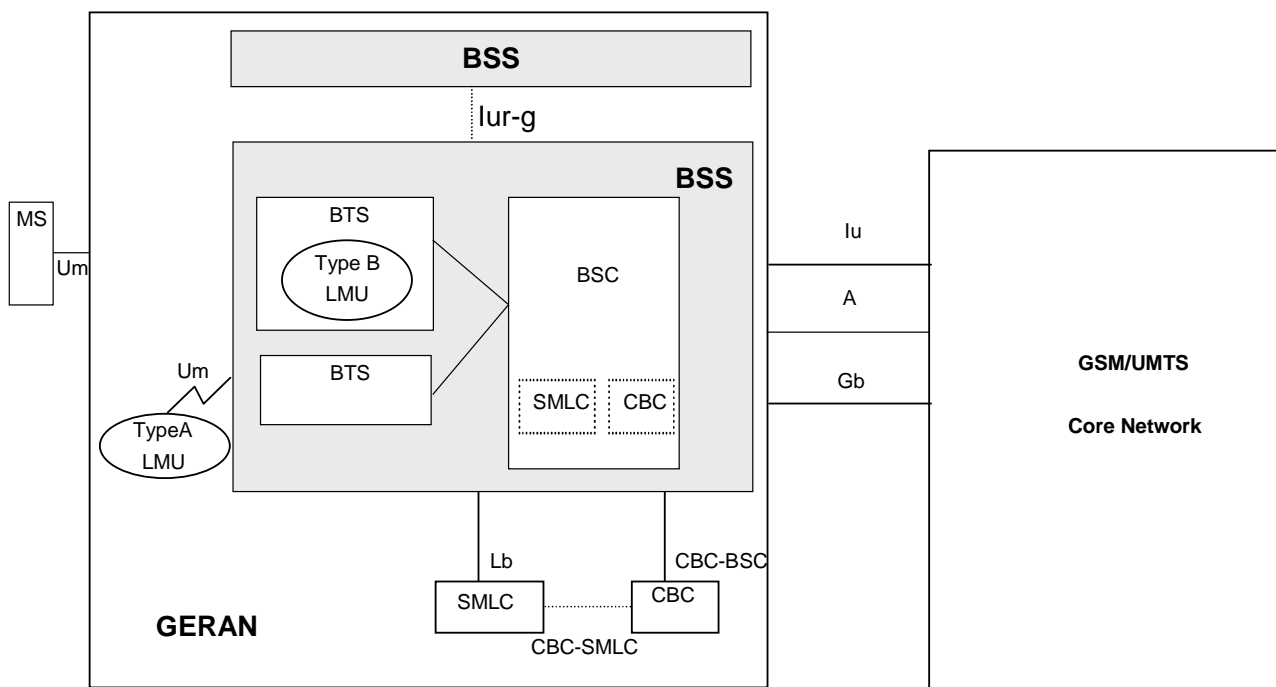 BSS
Iur-g
BSS
MS
Um
BTS
Type B
LMU
BSC
BTS
SMLC
CBC
Um
TypeA
LMU
Iu
A
Gb
GSM/UMTS
Core Network
Lb
CBC-BSC
SMLC
CBC
CBC-SMLC
GERAN